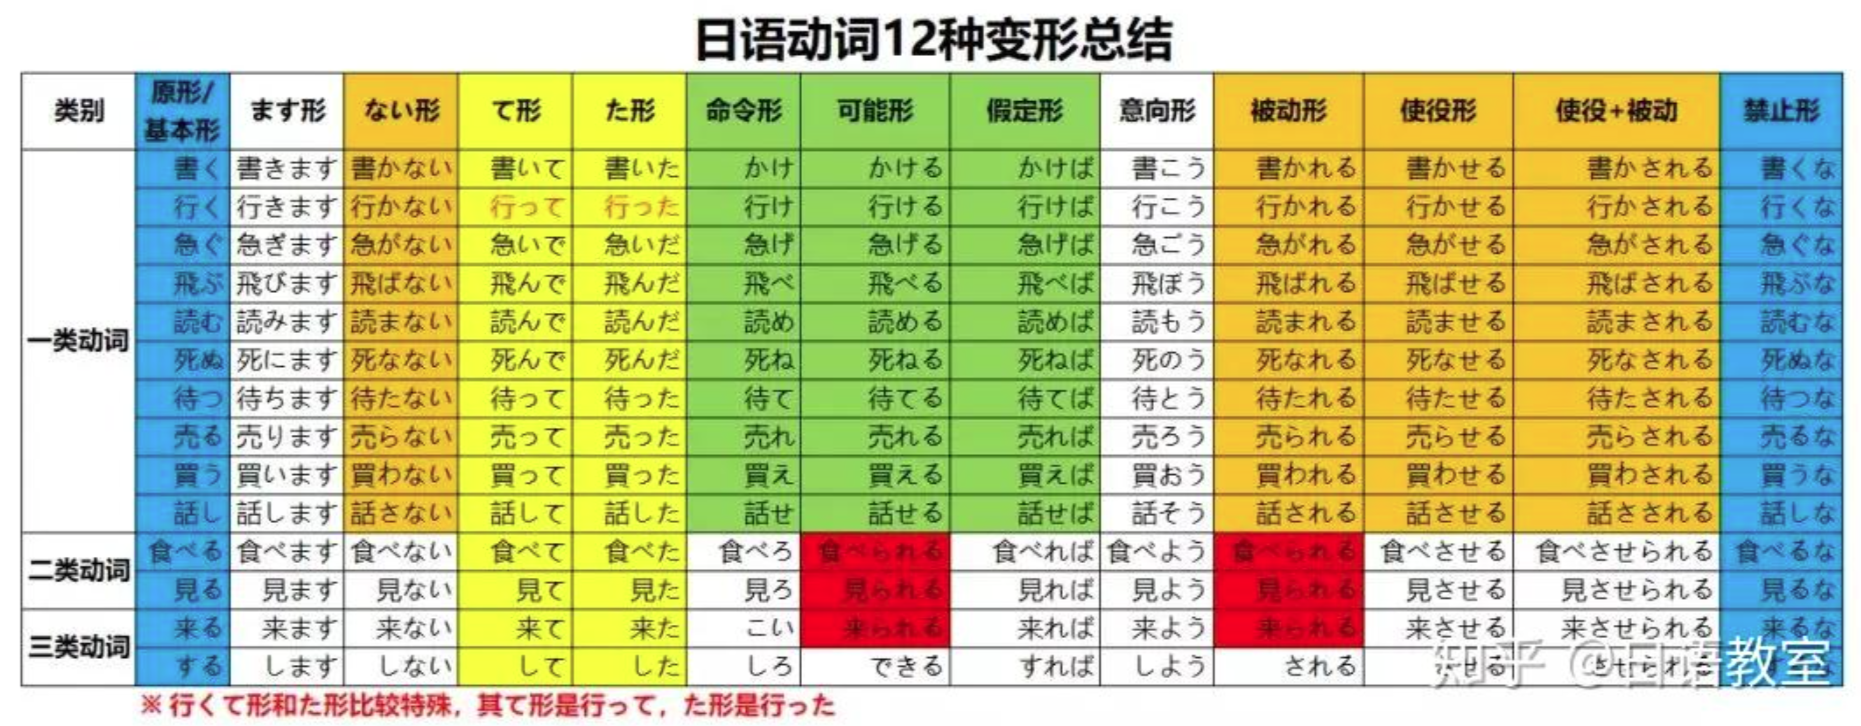 日语动词12种变形总结
类别 原形/基本形 ます形 ない形 て形 た形 命令形 可能形 假定形 意向形 被动形 使役形 使役+被动 禁止形
一类动词
書く 書きます 書かない 書いて 書いた かけ かける かけば 書こう 書かれる 書かせる 書かされる 書くな
行く 行きます 行かない 行って 行った 行け 行ける 行けば 行こう 行かれる 行かせる 行かされる 行くな
急ぐ 急ぎます 急がない 急いで 急いだ 急げ 急げる 急げば 急ごう 急がれる 急がせる 急がされる 急ぐな
飛ぶ 飛びます 飛ばない 飛んで 飛んだ 飛べ 飛べる 飛べば 飛ぼう 飛ばれる 飛ばせる 飛ばされる 飛ぶな
読む 読みます 読まない 読んで 読んだ 読め 読める 読めば 読もう 読まれる 読ませる 読まされる 読むな
死ぬ 死にます 死なない 死んで 死んだ 死ね 死ねる 死ねば 死のう 死なれる 死なせる 死なされる 死ぬな
待つ 待ちます 待たない 待って 待った 待て 待てる 待てば 待とう 待たれる 待たせる 待たされる 待つな
売る 売ります 売らない 売って 売った 売れ 売れる 売れば 売ろう 売られる 売らせる 売らされる 売るな
買う 買います 買わない 買って 買った 買え 買える 買えば 買おう 買われる 買わせる 買わされる 買うな
話し 話します 話さない 話して 話した 話せ 話せる 話せば 話そう 話される 話させる 話さされる 話しな
二类动词
食べる 食べます 食べない 食べて 食べた 食べろ 食べられる 食べれば 食べよう 食べられる 食べさせる 食べさせられる 食べるな
見る 見ます 見ない 見て 見た 見ろ 見られる 見れば 見よう 見られる 見させる 見させられる 見るな
三类动词
来る 来ます 来ない 来て 来た こい 来られる 来れば 来よう 来られる 来させる 来させられる 来るな
する します しない して した しろ できる すれば しよう される させる させられる
※ 行くて形和た形比较特殊，其て形是行って，た形是行った
知乎 @日语教室